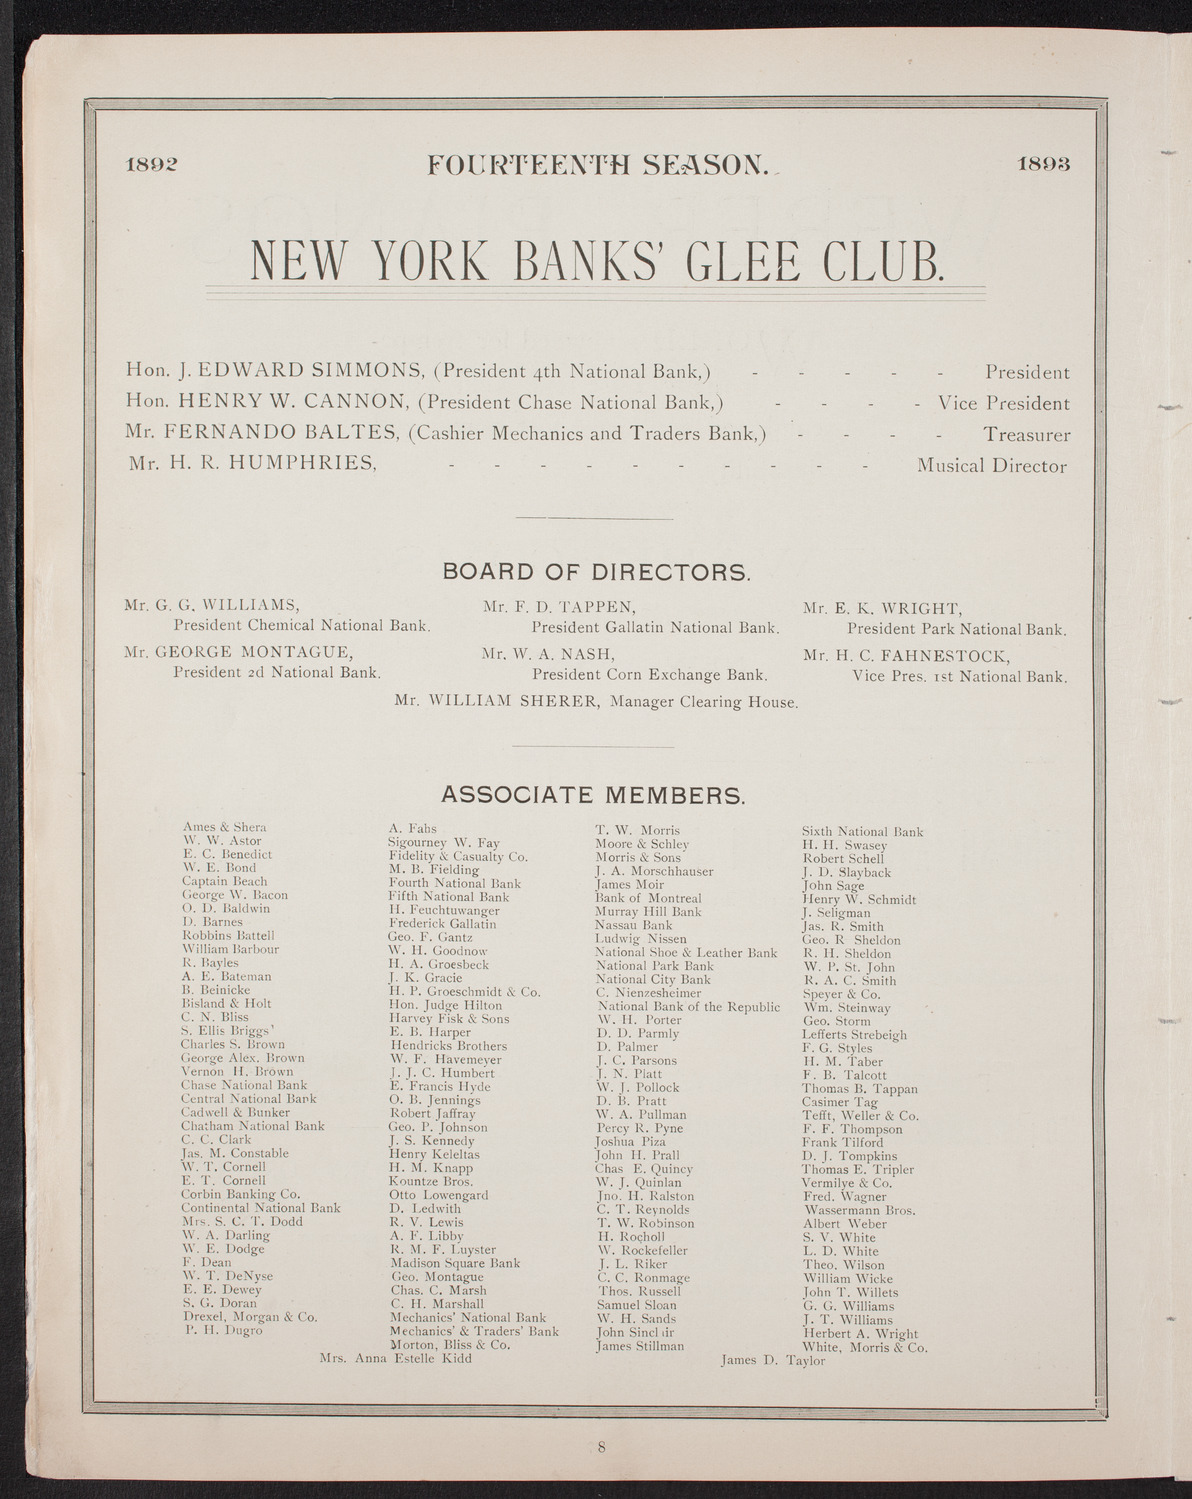 1892 FOURTEENTH SEASON. 1893
NEW YORK BANKS' GLEE CLUB.
Hon. J. EDWARD SIMMONS, (President 4th National Bank,) - - - - - President
Hon. HENRY W. CANNON, (President Chase National Bank,) - - - - Vice President
Mr. FERNANDO BALTES, (Cashier Mechanics and Traders Bank,) - - - - Treasurer
Mr. H. R. HUMPHRIES, - - - - - - - - - - Musical Director
BOARD OF DIRECTORS.
Mr. G. G. WILLIAMS,
President Chemical National Bank.
Mr. GEORGE MONTAGUE,
President 2d National Bank.
Mr. F. D. TAPPEN,
President Gallatin National Bank.
Mr. W. A. NASH,
President Corn Exchange Bank.
Mr. E. K. WRIGHT,
President Park National Bank.
Mr. H. C. FAHNESTOCK,
Vice Pres. 1st National Bank.
Mr. WILLIAM SHERER, Manager Clearing House.
ASSOCIATE MEMBERS.
Ames & Shera
W. W. Astor
E. C. Benedict
W. E. Bond
Captain Beach
George W. Bacon
O. D. Baldwin
D. Barnes
Robbins Battell
William Barbour
R. Bayles
A. E. Bateman
B. Beinicke
Bisland & Holt
C. N. Bliss
S. Ellis Briggs'
Charles S. Brown
George Alex. Brown
Vernon H. Brown
Chase National Bank
Central National Bank
Cadwell & Bunker
Chatham National Bank
C. C. Clark
Jas. M. Constable
W. T. Cornell
E. T. Cornell
Corbin Banking Co.
Continental National Bank
Mrs. S. C. T. Dodd
W. A. Darling
W. E. Dodge
F. Dean
W. T. DeNyse
E. E. Dewey
S. G. Doran
Drexel, Morgan & Co.
P. H. Dugro
A. Fahs
Sigourney W. Fay
Fidelity & Casualty Co.
M. B. Fielding
Fourth National Bank
Fifth National Bank
H. Feuchtuwanger
Frederick Gallatin
Geo. F. Gantz
W. H. Goodnow
H. A. Groesbeck
J. K. Gracie
H. P. Groeschmidt & Co.
Hon. Judge Hilton
Harvey Fisk & Sons
E. B. Harper
Hendricks Brothers
W. F. Havemeyer
J. J. C. Humbert
E. Francis Hyde
O. B. Jennings
Robert Jaffray
Geo. P. Johnson
J. S. Kennedy
Henry Keleltas
H. M. Knapp
Kountze Bros.
Otto Lowengard
D. Ledwith
R. V. Lewis
A. F. Libby
R. M. F. Luyster
Madison Square Bank
Geo. Montague
Chas. C. Marsh
C. H. Marshall
Mechanics' National Bank
Mechanics' & Traders' Bank
Morton, Bliss & Co.
T. W. Morris
Moore & Schley
Morris & Sons
J. A. Morschhauser
James Moir
Bank of Montreal
Murray Hill Bank
Nassau Bank
Ludwig Nissen
National Shoe & Leather Bank
National Park Bank
National City Bank
C. Nienzesheimer
National Bank of the Republic
W. H. Porter
D. D. Parmly
D. Palmer
J. C. Parsons
J. N. Platt
W. J. Pollock
D. B. Pratt
W. A. Pullman
Percy R. Pyne
Joshua Piza
John H. Prall
Chas E. Quincy
W. J. Quinlan
Jno. H. Ralston
C. T. Reynolds
T. W. Robinson
H. Rocholl
W. Rockefeller
J. L. Riker
C. C. Ronmage
Thos. Russell
Samuel Sloan
W. H. Sands
John Sinclair
James Stillman
Sixth National Bank
H. H. Swasey
Robert Schell
J. D. Slayback
John Sage
Henry W. Schmidt
J. Seligman
Jas. R. Smith
Geo. R Sheldon
R. H. Sheldon
W. P. St. John
R. A. C. Smith
Speyer & Co.
Wm. Steinway
Geo. Storm
Lefferts Strebeigh
F. G. Styles
H. M. Taber
F. B. Talcott
Thomas B. Tappan
Casimer Tag
Tefft, Weller & Co.
F. F. Thompson
Frank Tilford
D. J. Tompkins
Thomas E. Tripler
Vermilye & Co.
Fred. Wagner
Wassermann Bros.
Albert Weber
S. V. White
L. D. White
Theo. Wilson
William Wicke
John T. Willets
G. G. Williams
J. T. Williams
Herbert A. Wright
White, Morris & Co.
Mrs. Anna Estelle Kidd
James D. Taylor
8